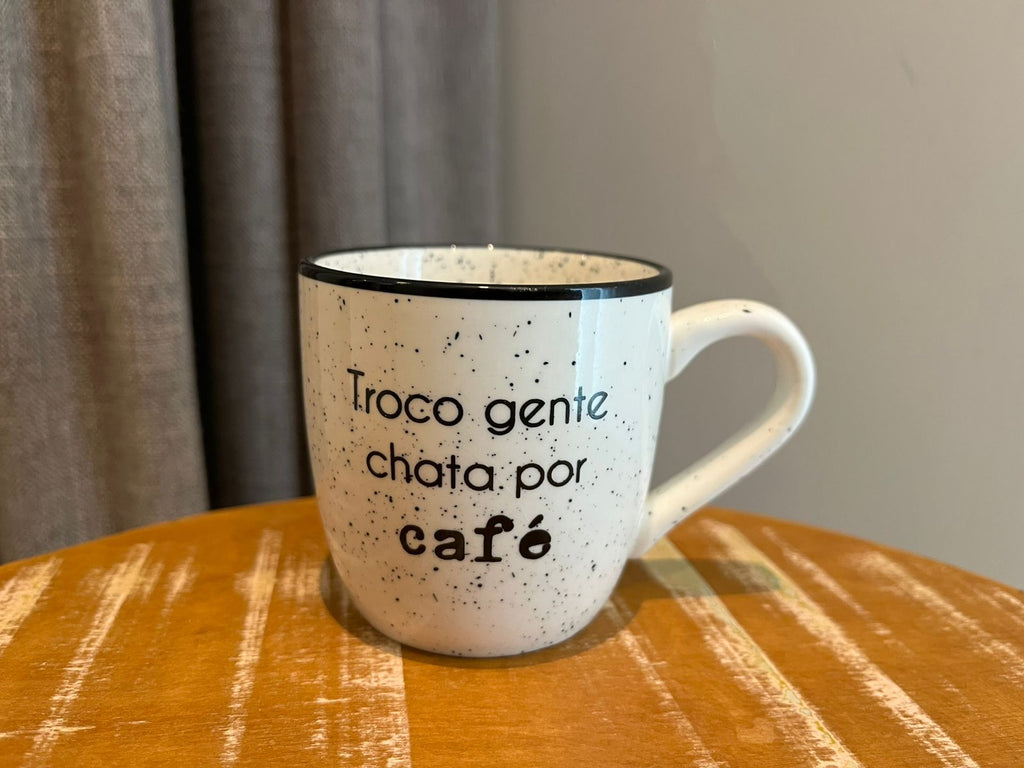 Troco gente
chata por
café